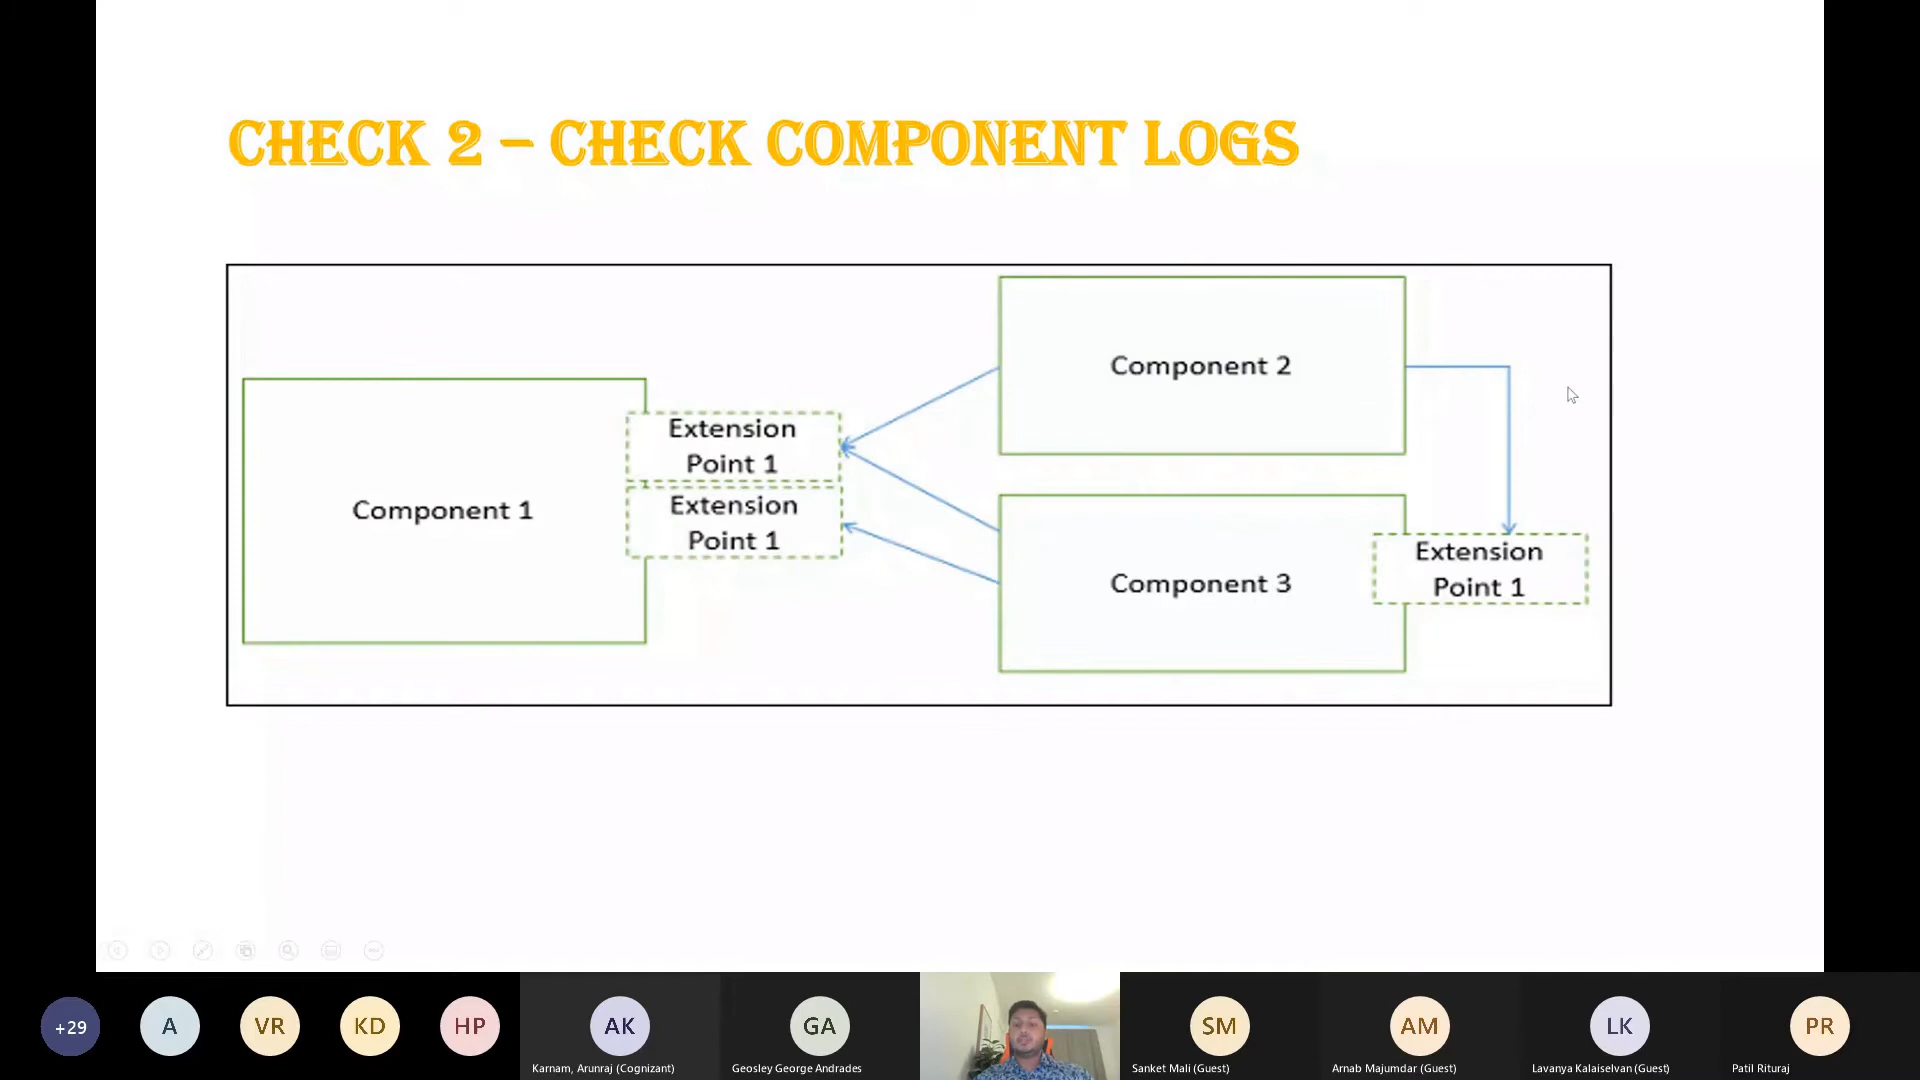 CHECK 2 – CHECK COMPONENT LOGS
Component 2
Extension
Point 1
Component 1
Extension
Point 1
Component 3
Extension
Point 1
+29
A
VR
KD
HP
AK
GA
SM
AM
LK
PR
Karnam, Arunraj (Cognizant)
Geosley George Andrades
Sanket Mali (Guest)
Arnab Majumdar (Guest)
Lavanya Kalaiselvan (Guest)
Patil Rituraj